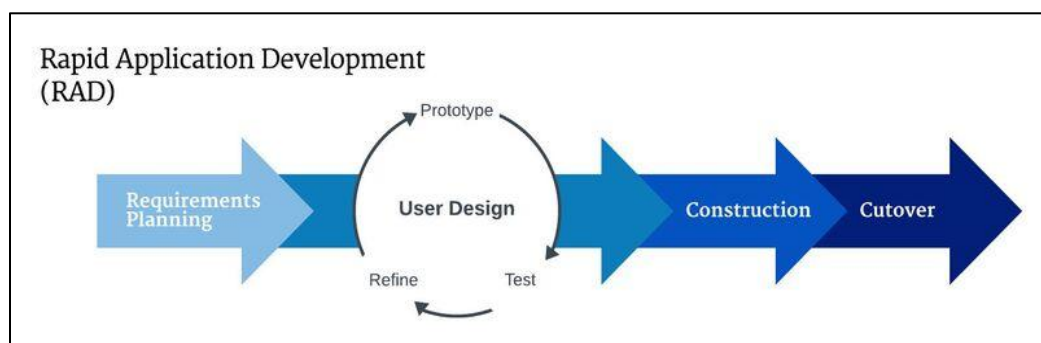 Rapid Application Development
(RAD)
Prototype
Requirements
Planning
User Design
Construction
Cutover
Refine
Test